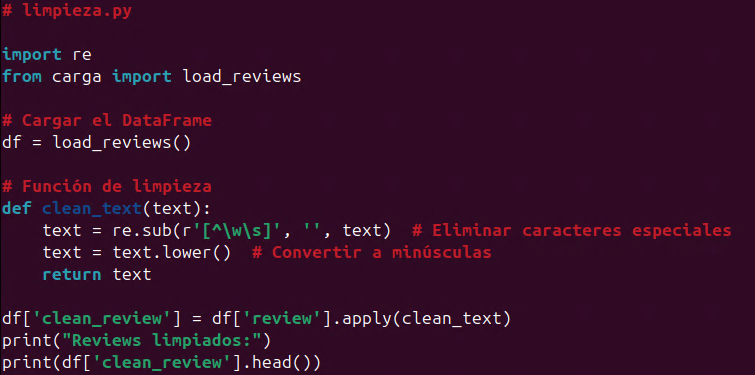 # limpieza.py

import re
from carga import load_reviews

# Cargar el DataFrame
df = load_reviews()

# Función de limpieza
def clean_text(text):
    text = re.sub(r'[^\w\s]', '', text)  # Eliminar caracteres especiales
    text = text.lower()  # Convertir a minúsculas
    return text

df['clean_review'] = df['review'].apply(clean_text)
print("Reviews limpiados:")
print(df['clean_review'].head())